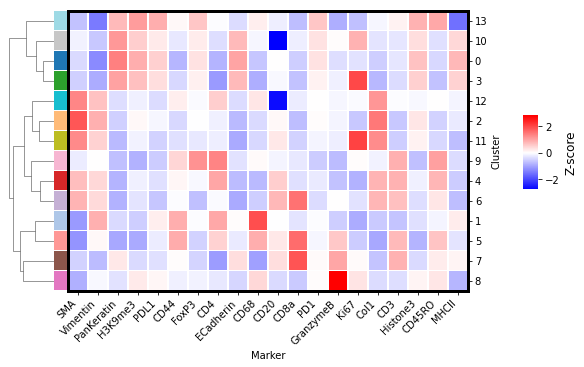 13
10
0
3
12
2
11
9
4
6
1
5
7
8
Cluster
2
0
−2
Z-score
SMA
Vimentin
PanKeratin
H3K9me3
PDL1
CD44
FoxP3
CD4
ECadherin
CD68
CD20
CD8a
PD1
GranzymeB
Ki67
Col1
CD3
Histone3
CD45RO
MHCII
Marker